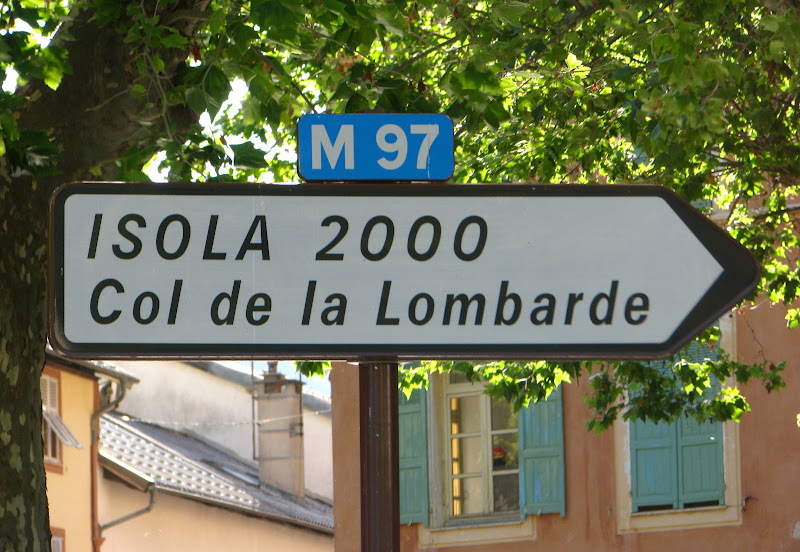 M 97
ISOLA 2000
Col de la Lombarde